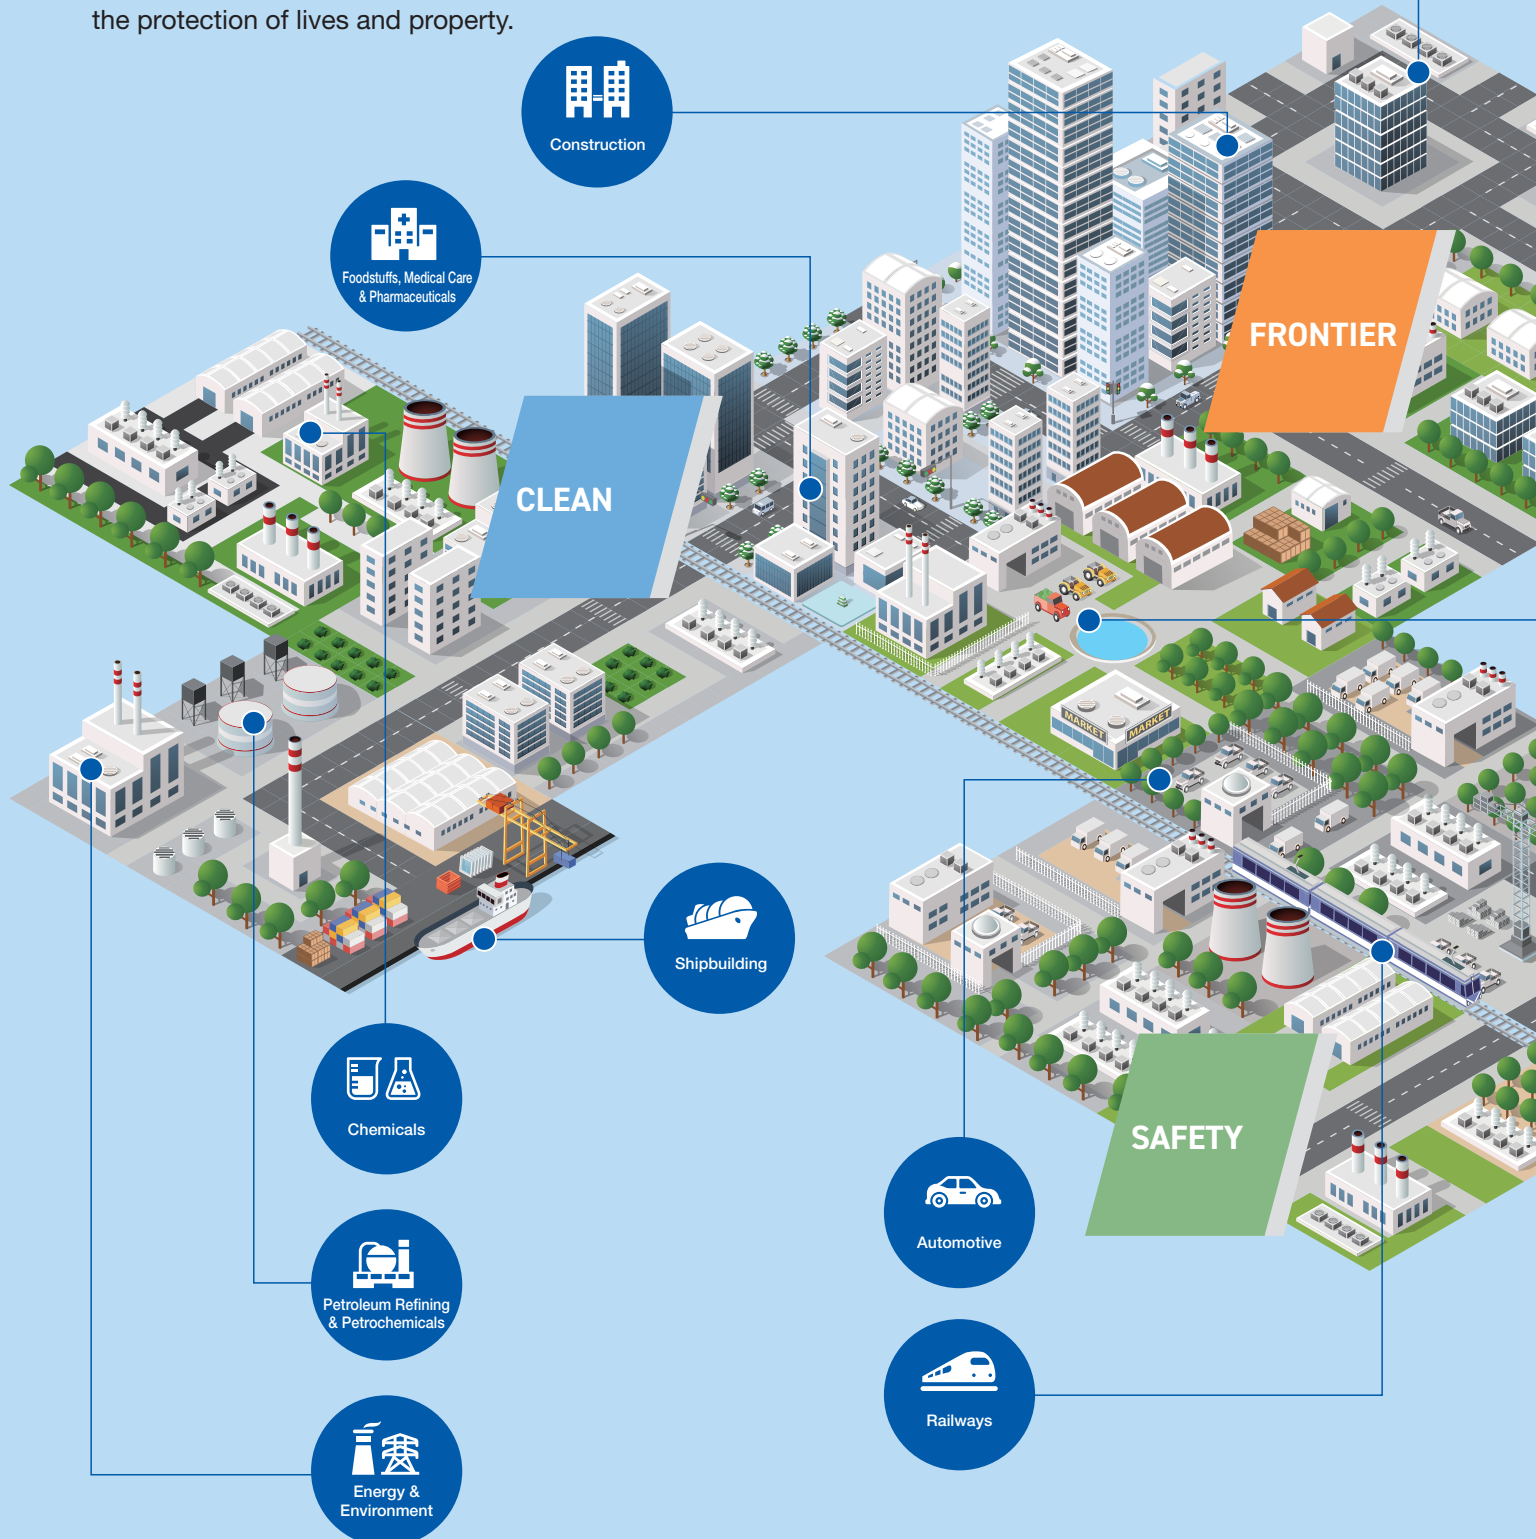 the protection of lives and property.
Construction
Foodstuffs, Medical Care
& Pharmaceuticals
FRONTIER
CLEAN
MARKET
MARKET
Shipbuilding
Chemicals
SAFETY
Automotive
Petroleum Refining
& Petrochemicals
Railways
Energy &
Environment